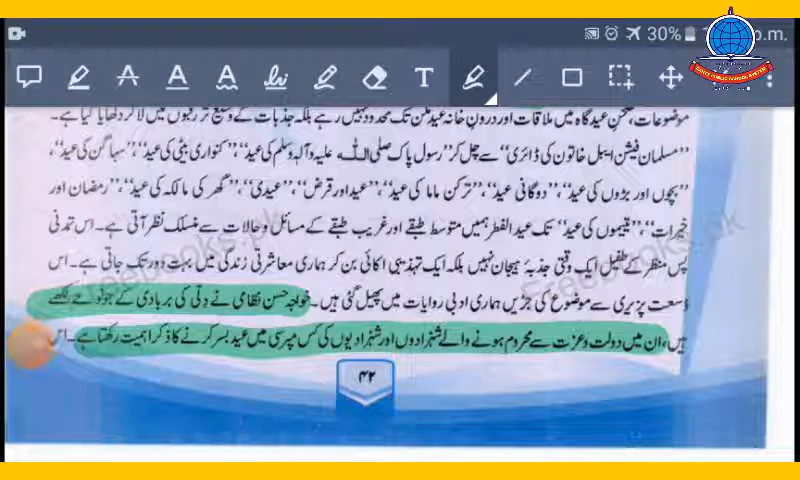 30% p.m.
T
موضوعات، صحنِ عیدگاہ میں ملاقات اور درونِ خانہ عید ملن تک محدود نہیں رہے بلکہ جذبات کے وسیع تر رنگوں میں لا کر دکھایا گیا ہے۔
”مسلمان فیشن ایبل خاتون کی ڈائری“ سے چل کر ”رسولِ پاک صلی اللہ علیہ وآلہ وسلم کی عید“، ”کنواری بیٹی کی عید“، ”سہاگن کی عید“،
”بچوں اور بڑوں کی عید“، ”دوگانی عید“، ”ترکن ماما کی عید“، ”عید اور قرض“، ”عیدی“، ”گھر کی مالکہ کی عید“، ”رمضان اور
خیرات“، ”یتیموں کی عید“ تک عید الفطر ہمیں متوسط طبقے اور غریب طبقے کے مسائل و حالات سے منسلک نظر آتی ہے۔ اس تمدنی
پس منظر کے طفیل ایک وقتی جذبۂ ہیجان نہیں بلکہ ایک تہذیبی اکائی بن کر ہماری معاشرتی زندگی میں بہت دور تک جاتی ہے۔ اس
وسعت پزیری سے موضوع کی جڑیں ہماری ادبی روایات میں پھیل گئی ہیں۔ خواجہ حسن نظامی نے دِلّی کی بربادی کے جو نوحے لکھے
ہیں، ان میں دولت و عزت سے محروم ہونے والے شہزادوں اور شہزادیوں کی کس مپرسی میں عید بسر کرنے کا ذکر اہمیت رکھتا ہے۔ اس
۴۲